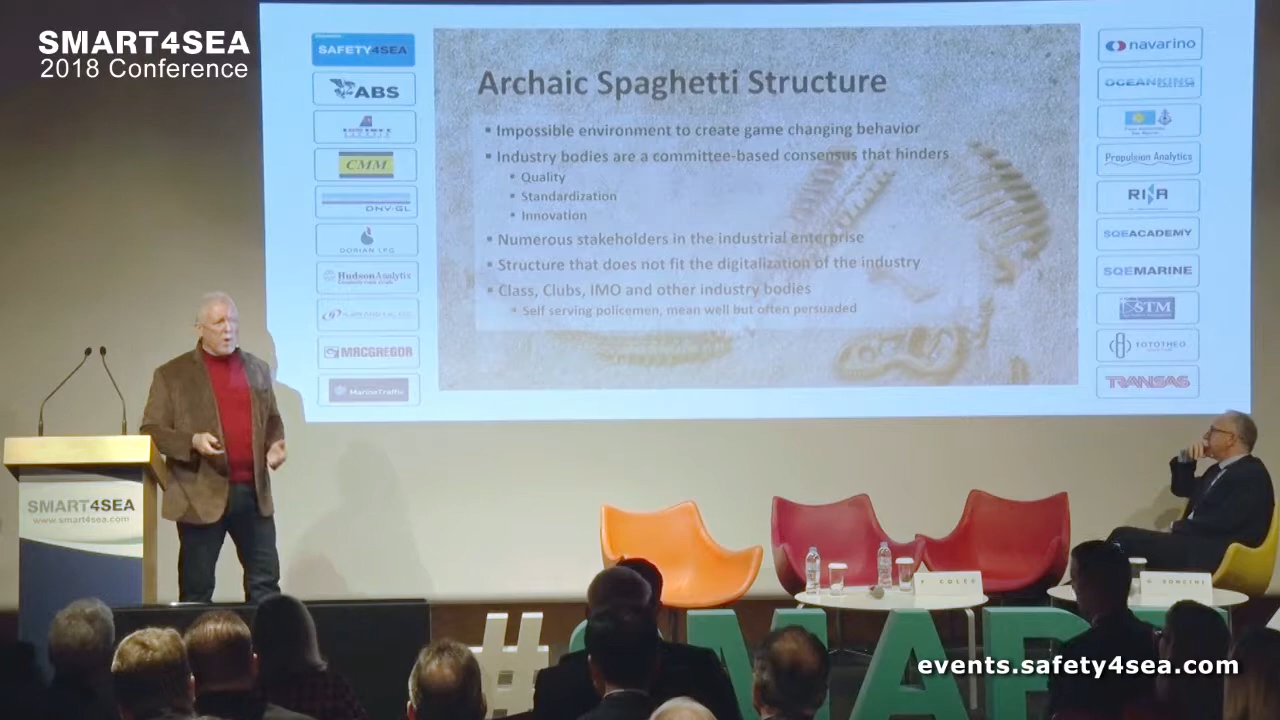 SMART4SEA
2018 Conference
SAFETY4SEA
ABS
CMM
DNV·GL
DORIAN LPG
HudsonAnalytix
MACGREGOR
MarineTraffic
Archaic Spaghetti Structure
▪ Impossible environment to create game changing behavior
▪ Industry bodies are a committee-based consensus that hinders
▪ Quality
▪ Standardization
▪ Innovation
▪ Numerous stakeholders in the industrial enterprise
▪ Structure that does not fit the digitalization of the industry
▪ Class, Clubs, IMO and other industry bodies
▪ Self serving policemen, mean well but often persuaded
navarino
OCEANKING
Propulsion Analytics
RINA
SQEACADEMY
SQEMARINE
STM
TOTOTHEO
TRANSAS
SMART4SEA
www.smart4sea.com
#SMART
events.safety4sea.com